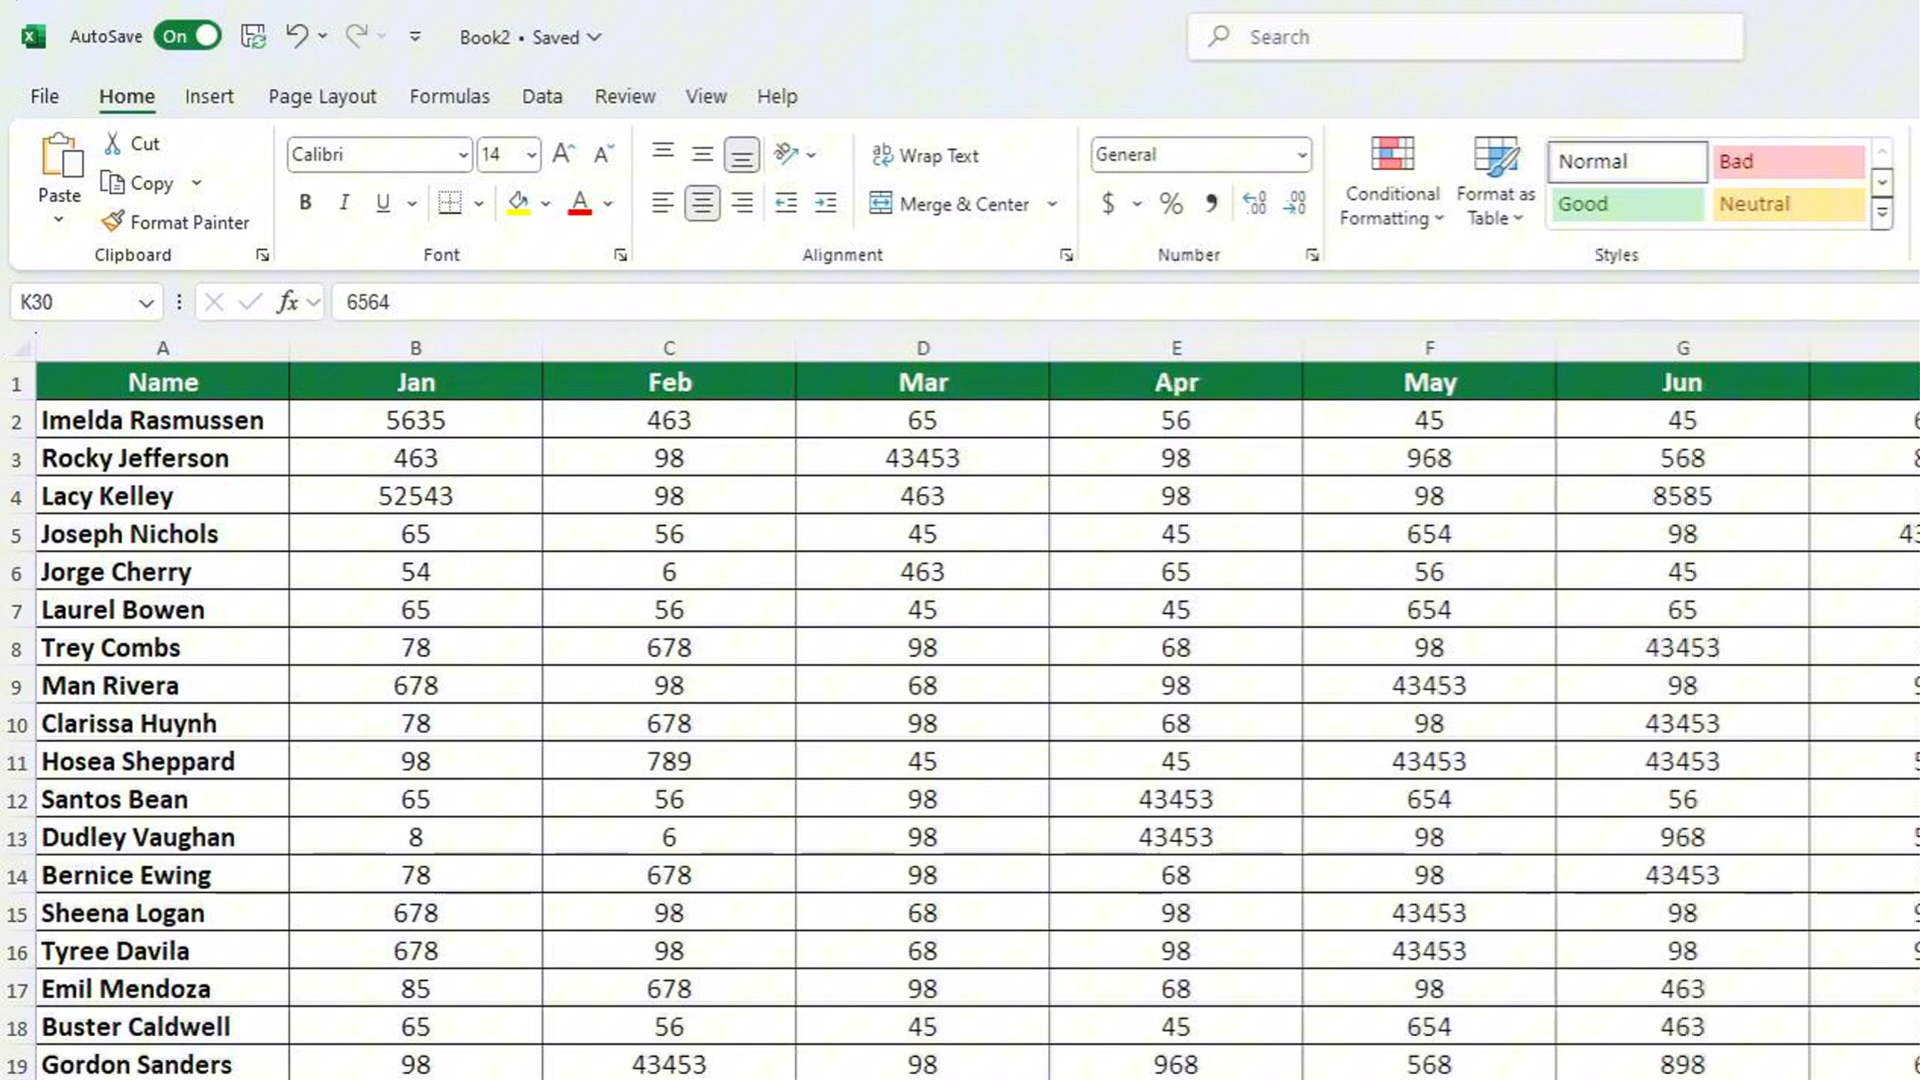 AutoSave On Book2 • Saved Search
File Home Insert Page Layout Formulas Data Review View Help
Paste Cut Copy Format Painter
Clipboard
Calibri 14
B I U A
Font
Wrap Text
Merge & Center
Alignment
General
$ % ,
Number
Conditional Formatting
Format as Table
Normal Bad
Good Neutral
Styles
K30 fx 6564
A B C D E F G
1 Name Jan Feb Mar Apr May Jun
2 Imelda Rasmussen 5635 463 65 56 45 45
3 Rocky Jefferson 463 98 43453 98 968 568
4 Lacy Kelley 52543 98 463 98 98 8585
5 Joseph Nichols 65 56 45 45 654 98
6 Jorge Cherry 54 6 463 65 56 45
7 Laurel Bowen 65 56 45 45 654 65
8 Trey Combs 78 678 98 68 98 43453
9 Man Rivera 678 98 68 98 43453 98
10 Clarissa Huynh 78 678 98 68 98 43453
11 Hosea Sheppard 98 789 45 45 43453 43453
12 Santos Bean 65 56 98 43453 654 56
13 Dudley Vaughan 8 6 98 43453 98 968
14 Bernice Ewing 78 678 98 68 98 43453
15 Sheena Logan 678 98 68 98 43453 98
16 Tyree Davila 678 98 68 98 43453 98
17 Emil Mendoza 85 678 98 68 98 463
18 Buster Caldwell 65 56 45 45 654 463
19 Gordon Sanders 98 43453 98 968 568 898